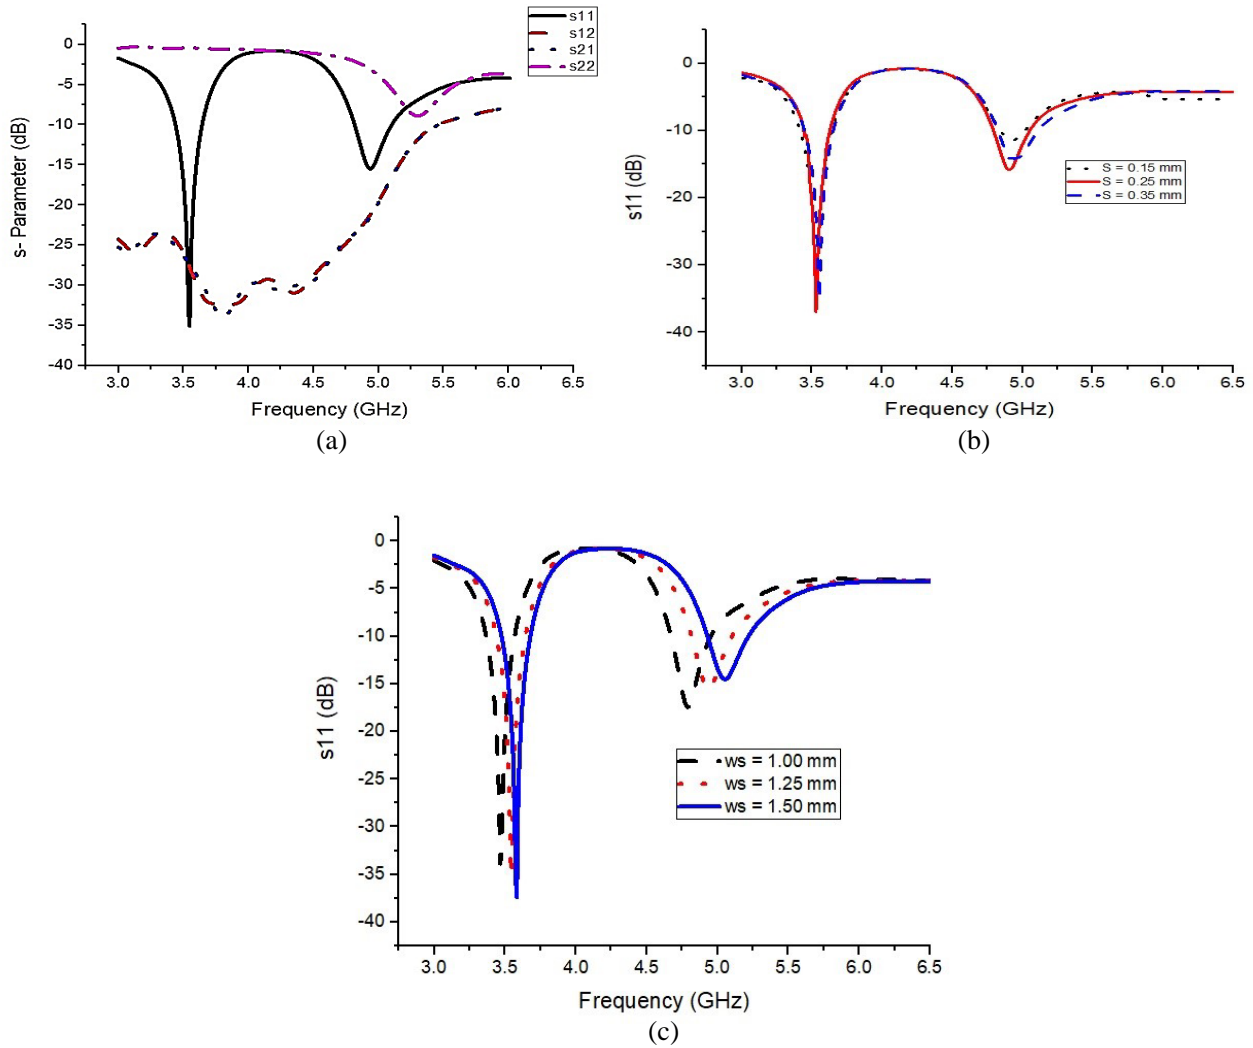 s11
s12
s21
s22
0
-5
-10
-15
-20
-25
-30
-35
-40
s- Parameter (dB)
3.0 3.5 4.0 4.5 5.0 5.5 6.0 6.5
Frequency (GHz)
(a)
0
-10
-20
-30
-40
s11 (dB)
S = 0.15 mm
S = 0.25 mm
S = 0.35 mm
3.0 3.5 4.0 4.5 5.0 5.5 6.0 6.5
Frequency (GHz)
(b)
0
-5
-10
-15
-20
-25
-30
-35
-40
s11 (dB)
ws = 1.00 mm
ws = 1.25 mm
ws = 1.50 mm
3.0 3.5 4.0 4.5 5.0 5.5 6.0 6.5
Frequency (GHz)
(c)